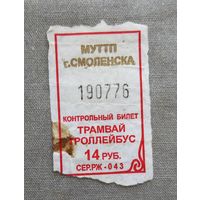 МУТТП
г.СМОЛЕНСКА
190776
КОНТРОЛЬНЫЙ БИЛЕТ
ТРАМВАЙ
ТРОЛЛЕЙБУС
14 РУБ.
СЕР.РЖ-043